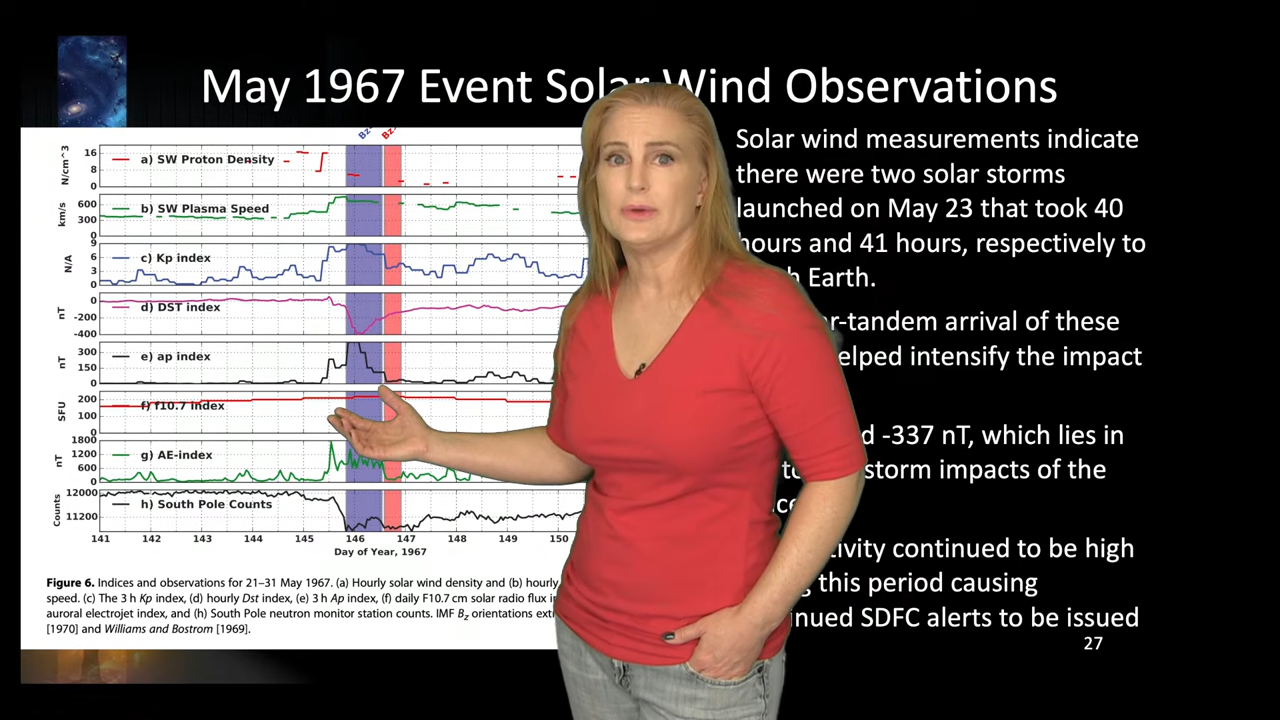 May 1967 Event Solar Wind Observations
Bz
Bz
N/cm^3
16
8
0
a) SW Proton Density
km/s
600
300
0
b) SW Plasma Speed
N/A
9
6
3
0
c) Kp index
nT
0
-200
-400
d) DST index
nT
300
150
0
e) ap index
SFU
200
100
0
f) f10.7 index
nT
1800
1200
600
0
g) AE-index
Counts
12000
11200
h) South Pole Counts
141 142 143 144 145 146 147 148 149 150
Day of Year, 1967
Figure 6. Indices and observations for 21–31 May 1967. (a) Hourly solar wind density and (b) hourly
speed. (c) The 3 h Kp index, (d) hourly Dst index, (e) 3 h Ap index, (f) daily F10.7 cm solar radio flux
auroral electrojet index, and (h) South Pole neutron monitor station counts. IMF Bz orientations
[1970] and Williams and Bostrom [1969].
Solar wind measurements indicate
there were two solar storms
launched on May 23 that took 40
hours and 41 hours, respectively to
Earth.
-tandem arrival of these
helped intensify the impact
-337 nT, which lies in
storm impacts of the
continued to be high
this period causing
SDFC alerts to be issued
27